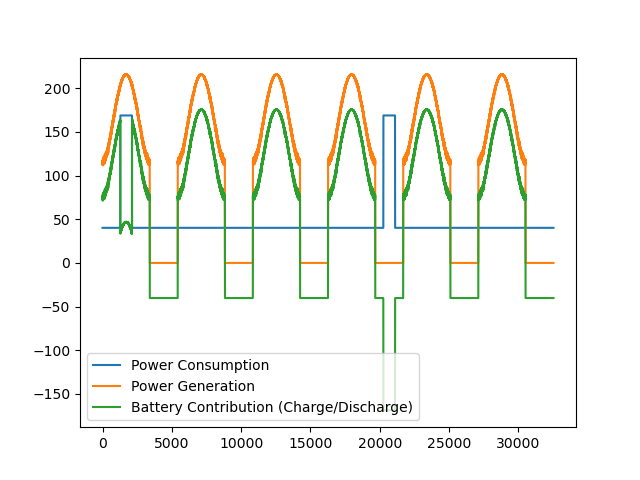 200
150
100
50
0
−50
−100
−150
Power Consumption
Power Generation
Battery Contribution (Charge/Discharge)
0 5000 10000 15000 20000 25000 30000